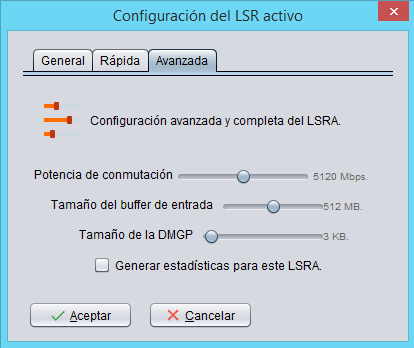 Configuración del LSR activo
General Rápida Avanzada
Configuración avanzada y completa del LSRA.
Potencia de conmutación 5120 Mbps.
Tamaño del buffer de entrada 512 MB.
Tamaño de la DMGP 3 KB.
Generar estadísticas para este LSRA.
Aceptar Cancelar